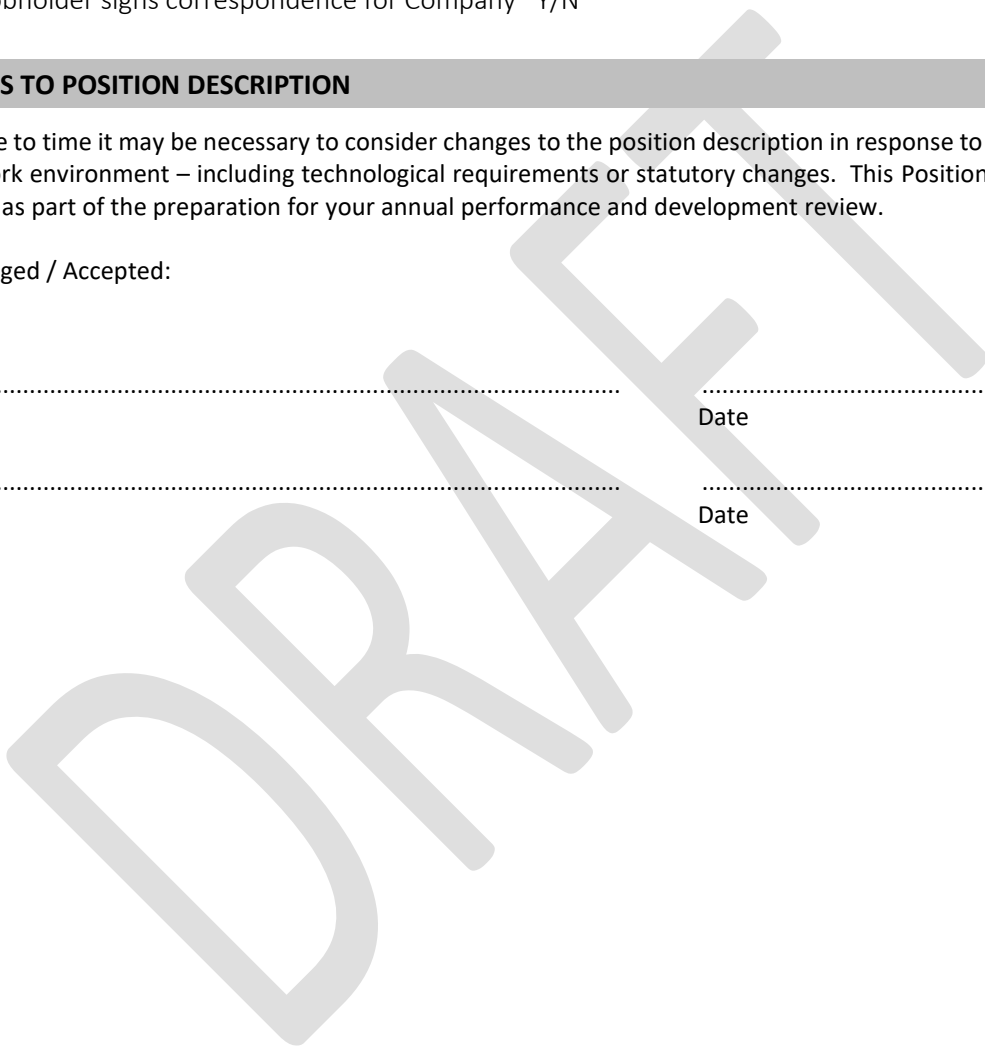 obholder signs correspondence for Company Y/N
S TO POSITION DESCRIPTION
e to time it may be necessary to consider changes to the position description in response to
ork environment – including technological requirements or statutory changes. This Position
as part of the preparation for your annual performance and development review.
ged / Accepted:
............................................................................................... ..........................................
Date
............................................................................................... ..........................................
Date
DRAFT